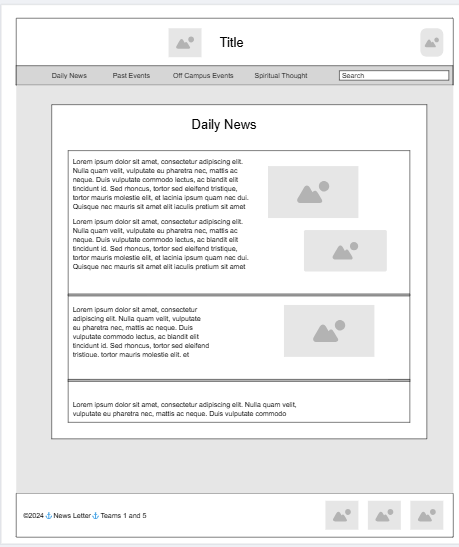 Title
Daily News Past Events Off Campus Events Spiritual Thought Search
Daily News
Lorem ipsum dolor sit amet, consectetur adipiscing elit.
Nulla quam velit, vulputate eu pharetra nec, mattis ac
neque. Duis vulputate commodo lectus, ac blandit elit
tincidunt id. Sed rhoncus, tortor sed eleifend tristique,
tortor mauris molestie elit, et lacinia ipsum quam nec dui.
Quisque nec mauris sit amet elit iaculis pretium sit amet
Lorem ipsum dolor sit amet, consectetur adipiscing elit.
Nulla quam velit, vulputate eu pharetra nec, mattis ac
neque. Duis vulputate commodo lectus, ac blandit elit
tincidunt id. Sed rhoncus, tortor sed eleifend tristique,
tortor mauris molestie elit, et lacinia ipsum quam nec dui.
Quisque nec mauris sit amet elit iaculis pretium sit amet
Lorem ipsum dolor sit amet, consectetur
adipiscing elit. Nulla quam velit, vulputate
eu pharetra nec, mattis ac neque. Duis
vulputate commodo lectus, ac blandit elit
tincidunt id. Sed rhoncus, tortor sed eleifend
tristique, tortor mauris molestie elit, et
Lorem ipsum dolor sit amet, consectetur adipiscing elit. Nulla quam velit,
vulputate eu pharetra nec, mattis ac neque. Duis vulputate commodo
©2024 ⚓ News Letter ⚓ Teams 1 and 5